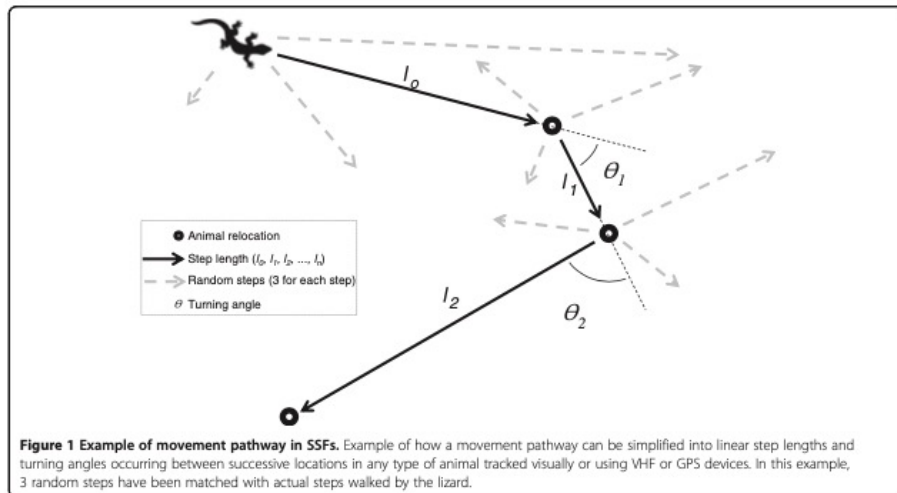 lo
l1
θ1
l2
θ2
Animal relocation
Step length (l0, l1, l2, ..., ln)
Random steps (3 for each step)
θ Turning angle
Figure 1 Example of movement pathway in SSFs. Example of how a movement pathway can be simplified into linear step lengths and
turning angles occurring between successive locations in any type of animal tracked visually or using VHF or GPS devices. In this example,
3 random steps have been matched with actual steps walked by the lizard.